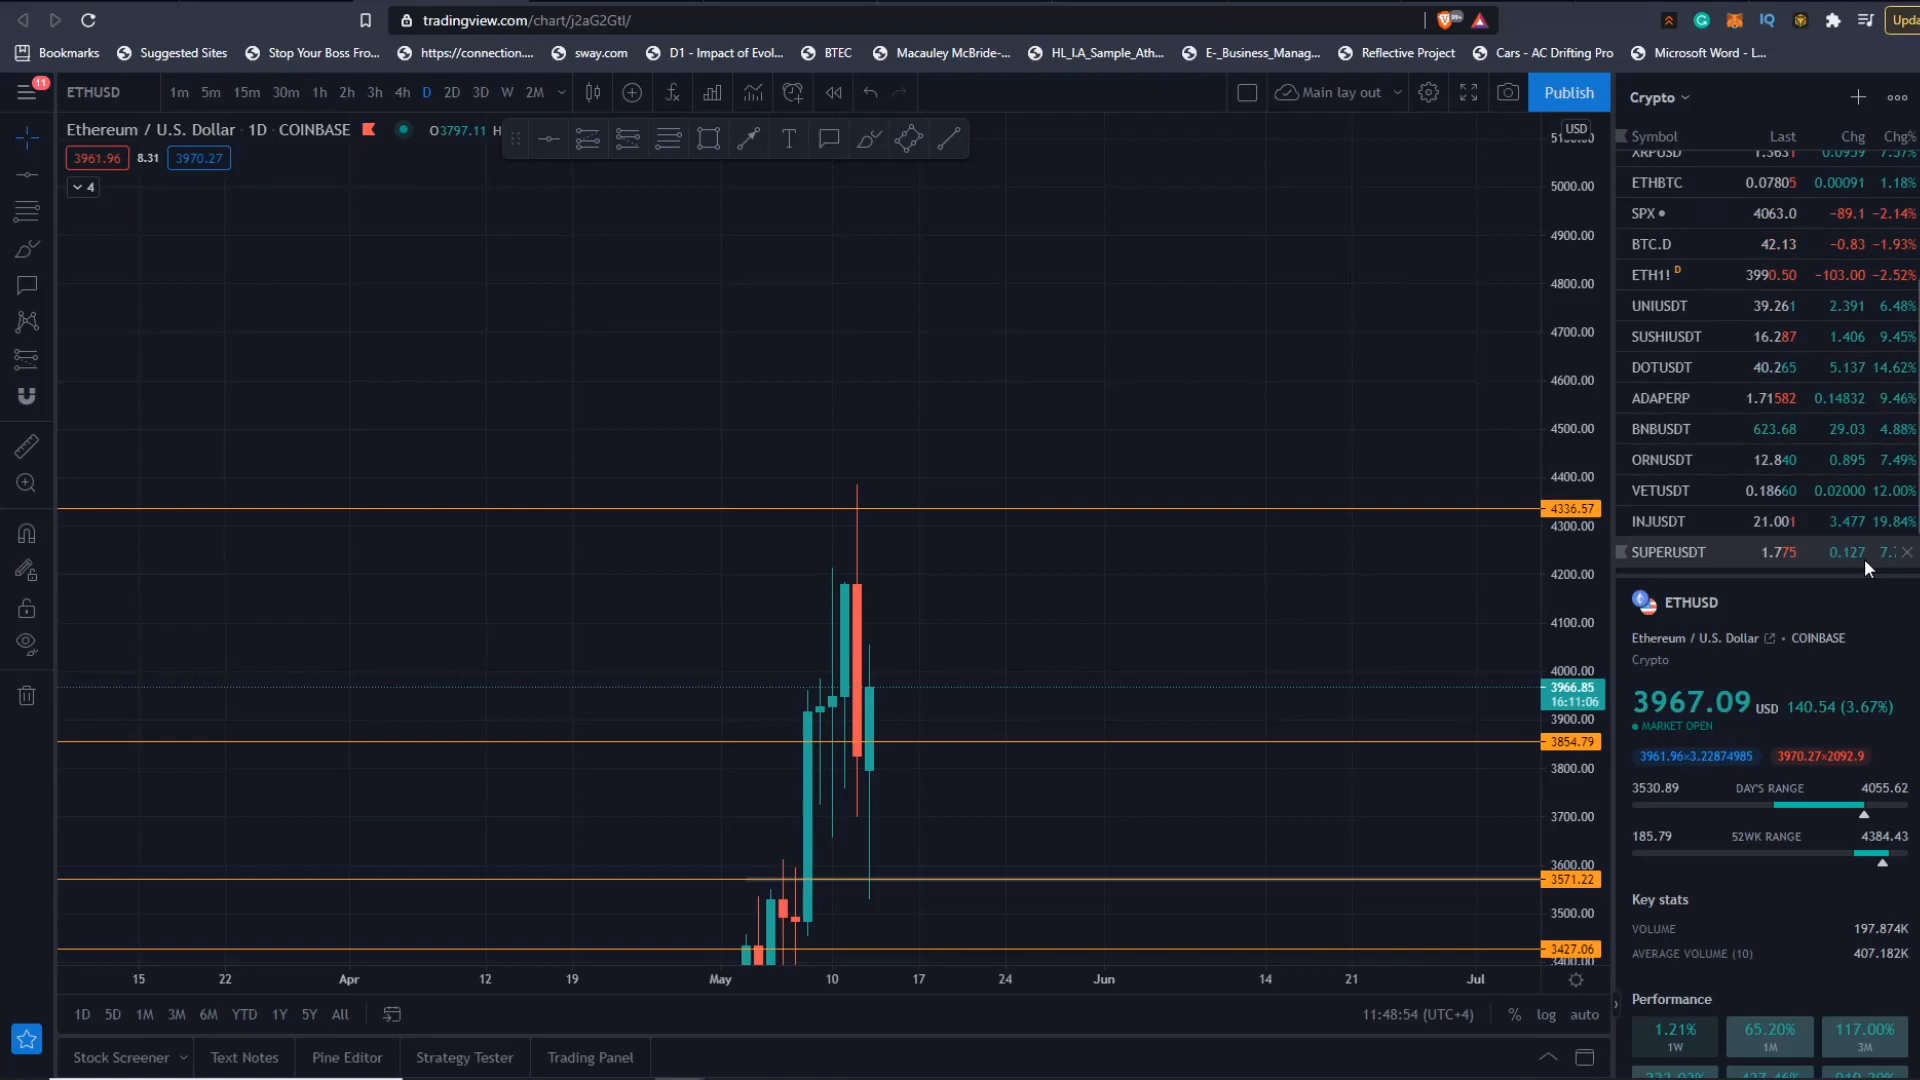 tradingview.com/chart/j2aG2Gtl/
Bookmarks
Suggested Sites
Stop Your Boss Fro...
https://connection....
sway.com
D1 - Impact of Evol...
BTEC
Macauley McBride-...
HL_I.A_Sample_Ath...
E-_Business_Manag...
Reflective Project
Cars - AC Drifting Pro
Microsoft Word - L...
11
ETHUSD
1m 5m 15m 30m 1h 2h 3h 4h D 2D 3D W 2M
Main lay out
Publish
Ethereum / U.S. Dollar · 1D · COINBASE
O3797.11 H
3961.96 8.31 3970.27
4
USD
5000.00
4900.00
4800.00
4700.00
4600.00
4500.00
4400.00
4336.57
4300.00
4200.00
4100.00
4000.00
3966.85
16:11:06
3900.00
3854.79
3800.00
3700.00
3600.00
3571.22
3500.00
3427.06
15 22 Apr 12 19 May 10 17 24 Jun 14 21 Jul
1D 5D 1M 3M 6M YTD 1Y 5Y All
11:48:54 (UTC+4) % log auto
Stock Screener Text Notes Pine Editor Strategy Tester Trading Panel
Crypto
Symbol Last Chg Chg%
XRPUSD 1.3631 0.0959 7.57%
ETHBTC 0.07805 0.00091 1.18%
SPX 4063.0 −89.1 −2.14%
BTC.D 42.13 −0.83 −1.93%
ETH1! D 3990.50 −103.00 −2.52%
UNIUSDT 39.261 2.391 6.48%
SUSHIUSDT 16.287 1.406 9.45%
DOTUSDT 40.265 5.137 14.62%
ADAPERP 1.71582 0.14832 9.46%
BNBUSDT 623.68 29.03 4.88%
ORNUSDT 12.840 0.895 7.49%
VETUSDT 0.18660 0.02000 12.00%
INJUSDT 21.001 3.477 19.84%
SUPERUSDT 1.775 0.127
ETHUSD
Ethereum / U.S. Dollar • COINBASE
Crypto
3967.09 USD 140.54 (3.67%)
MARKET OPEN
3961.96×3.22874985 3970.27×2092.9
3530.89 DAY'S RANGE 4055.62
185.79 52WK RANGE 4384.43
Key stats
VOLUME 197.874K
AVERAGE VOLUME (10) 407.182K
Performance
1.21% 65.20% 117.00%
1W 1M 3M